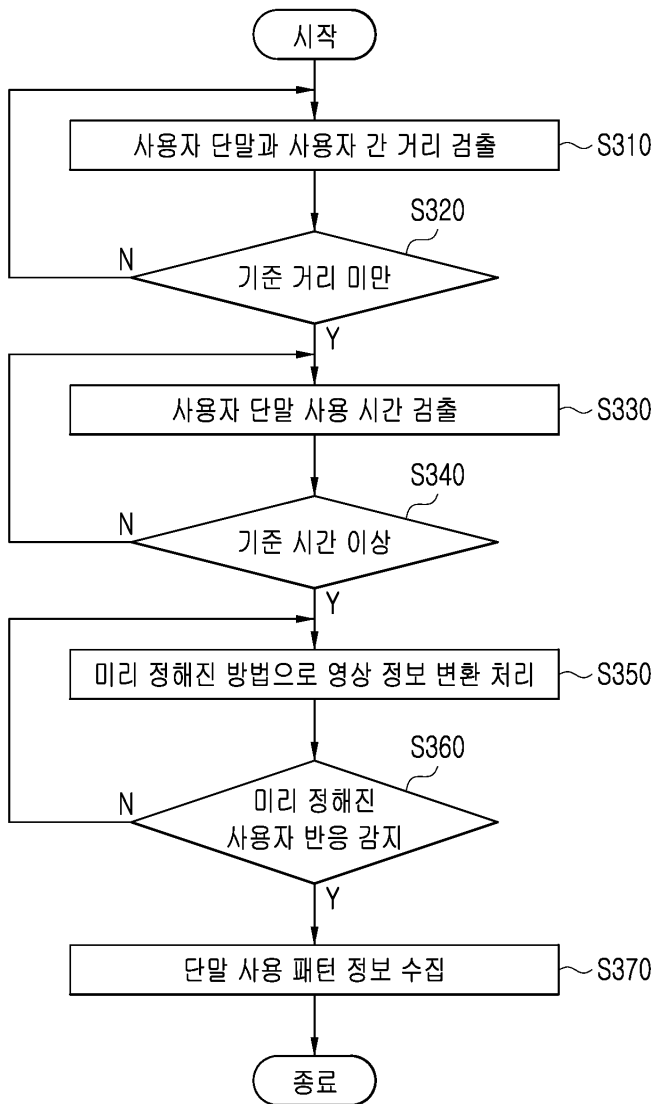 시작
사용자 단말과 사용자 간 거리 검출
S310
S320
N
기준 거리 미만
Y
사용자 단말 사용 시간 검출
S330
S340
N
기준 시간 이상
Y
미리 정해진 방법으로 영상 정보 변환 처리
S350
S360
N
미리 정해진
사용자 반응 감지
Y
단말 사용 패턴 정보 수집
S370
종료